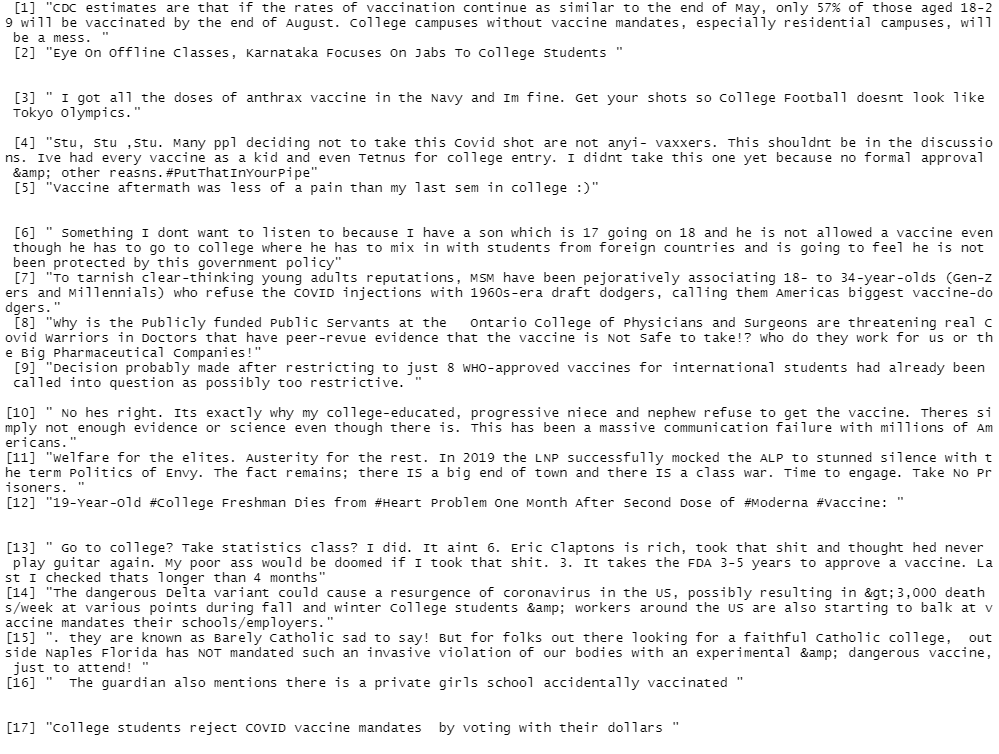 [1] "CDC estimates are that if the rates of vaccination continue as similar to the end of May, only 57% of those aged 18-2
9 will be vaccinated by the end of August. College campuses without vaccine mandates, especially residential campuses, will
be a mess. "
[2] "Eye On Offline Classes, Karnataka Focuses On Jabs To College Students "
[3] " I got all the doses of anthrax vaccine in the Navy and Im fine. Get your shots so College Football doesnt look like
Tokyo Olympics."
[4] "Stu, Stu ,Stu. Many ppl deciding not to take this Covid shot are not anyi- vaxxers. This shouldnt be in the discussio
ns. Ive had every vaccine as a kid and even Tetnus for college entry. I didnt take this one yet because no formal approval
&amp; other reasns.#PutThatInYourPipe"
[5] "Vaccine aftermath was less of a pain than my last sem in college :)"
[6] " Something I dont want to listen to because I have a son which is 17 going on 18 and he is not allowed a vaccine even
though he has to go to college where he has to mix in with students from foreign countries and is going to feel he is not
been protected by this government policy"
[7] "To tarnish clear-thinking young adults reputations, MSM have been pejoratively associating 18- to 34-year-olds (Gen-Z
ers and Millennials) who refuse the COVID injections with 1960s-era draft dodgers, calling them Americas biggest vaccine-do
dgers."
[8] "Why is the Publicly funded Public Servants at the   Ontario College of Physicians and Surgeons are threatening real C
ovid Warriors in Doctors that have peer-revue evidence that the vaccine is Not Safe to take!? Who do they work for us or th
e Big Pharmaceutical Companies!"
[9] "Decision probably made after restricting to just 8 WHO-approved vaccines for international students had already been
called into question as possibly too restrictive. "
[10] " No hes right. Its exactly why my college-educated, progressive niece and nephew refuse to get the vaccine. Theres si
mply not enough evidence or science even though there is. This has been a massive communication failure with millions of Am
ericans."
[11] "Welfare for the elites. Austerity for the rest. In 2019 the LNP successfully mocked the ALP to stunned silence with t
he term Politics of Envy. The fact remains; there IS a big end of town and there IS a class war. Time to engage. Take No Pr
isoners. "
[12] "19-Year-Old #College Freshman Dies from #Heart Problem One Month After Second Dose of #Moderna #Vaccine: "
[13] " Go to college? Take statistics class? I did. It aint 6. Eric Claptons is rich, took that shit and thought hed never
play guitar again. My poor ass would be doomed if I took that shit. 3. It takes the FDA 3-5 years to approve a vaccine. La
st I checked thats longer than 4 months"
[14] "The dangerous Delta variant could cause a resurgence of coronavirus in the US, possibly resulting in &gt;3,000 death
s/week at various points during fall and winter College students &amp; workers around the US are also starting to balk at v
accine mandates their schools/employers."
[15] ". they are known as Barely Catholic sad to say! But for folks out there looking for a faithful Catholic college,  out
side Naples Florida has NOT mandated such an invasive violation of our bodies with an experimental &amp; dangerous vaccine,
just to attend! "
[16] "  The guardian also mentions there is a private girls school accidentally vaccinated "
[17] "College students reject COVID vaccine mandates  by voting with their dollars "